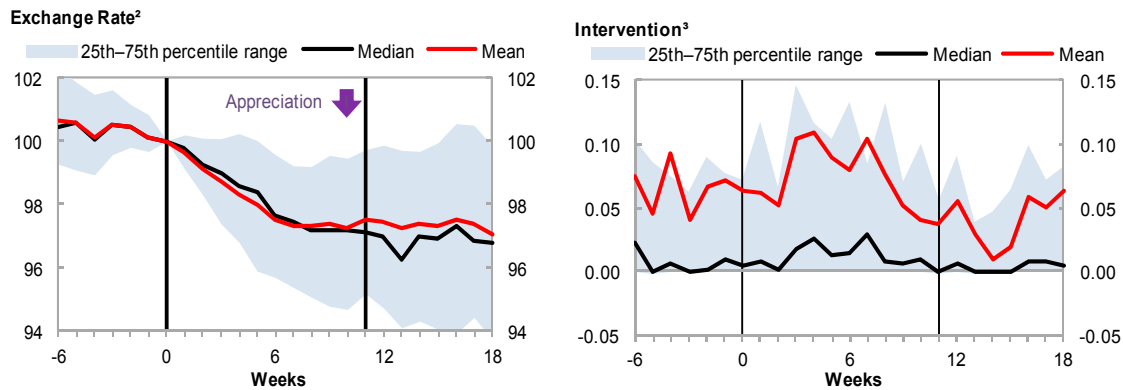 Exchange Rate²
25th–75th percentile range Median Mean
102 102
100 100
98 98
96 96
94 94
Appreciation
-6 0 6 12 18
Weeks
Intervention³
25th–75th percentile range Median Mean
0.15 0.15
0.10 0.10
0.05 0.05
0.00 0.00
-0.05 -0.05
-6 0 6 12 18
Weeks